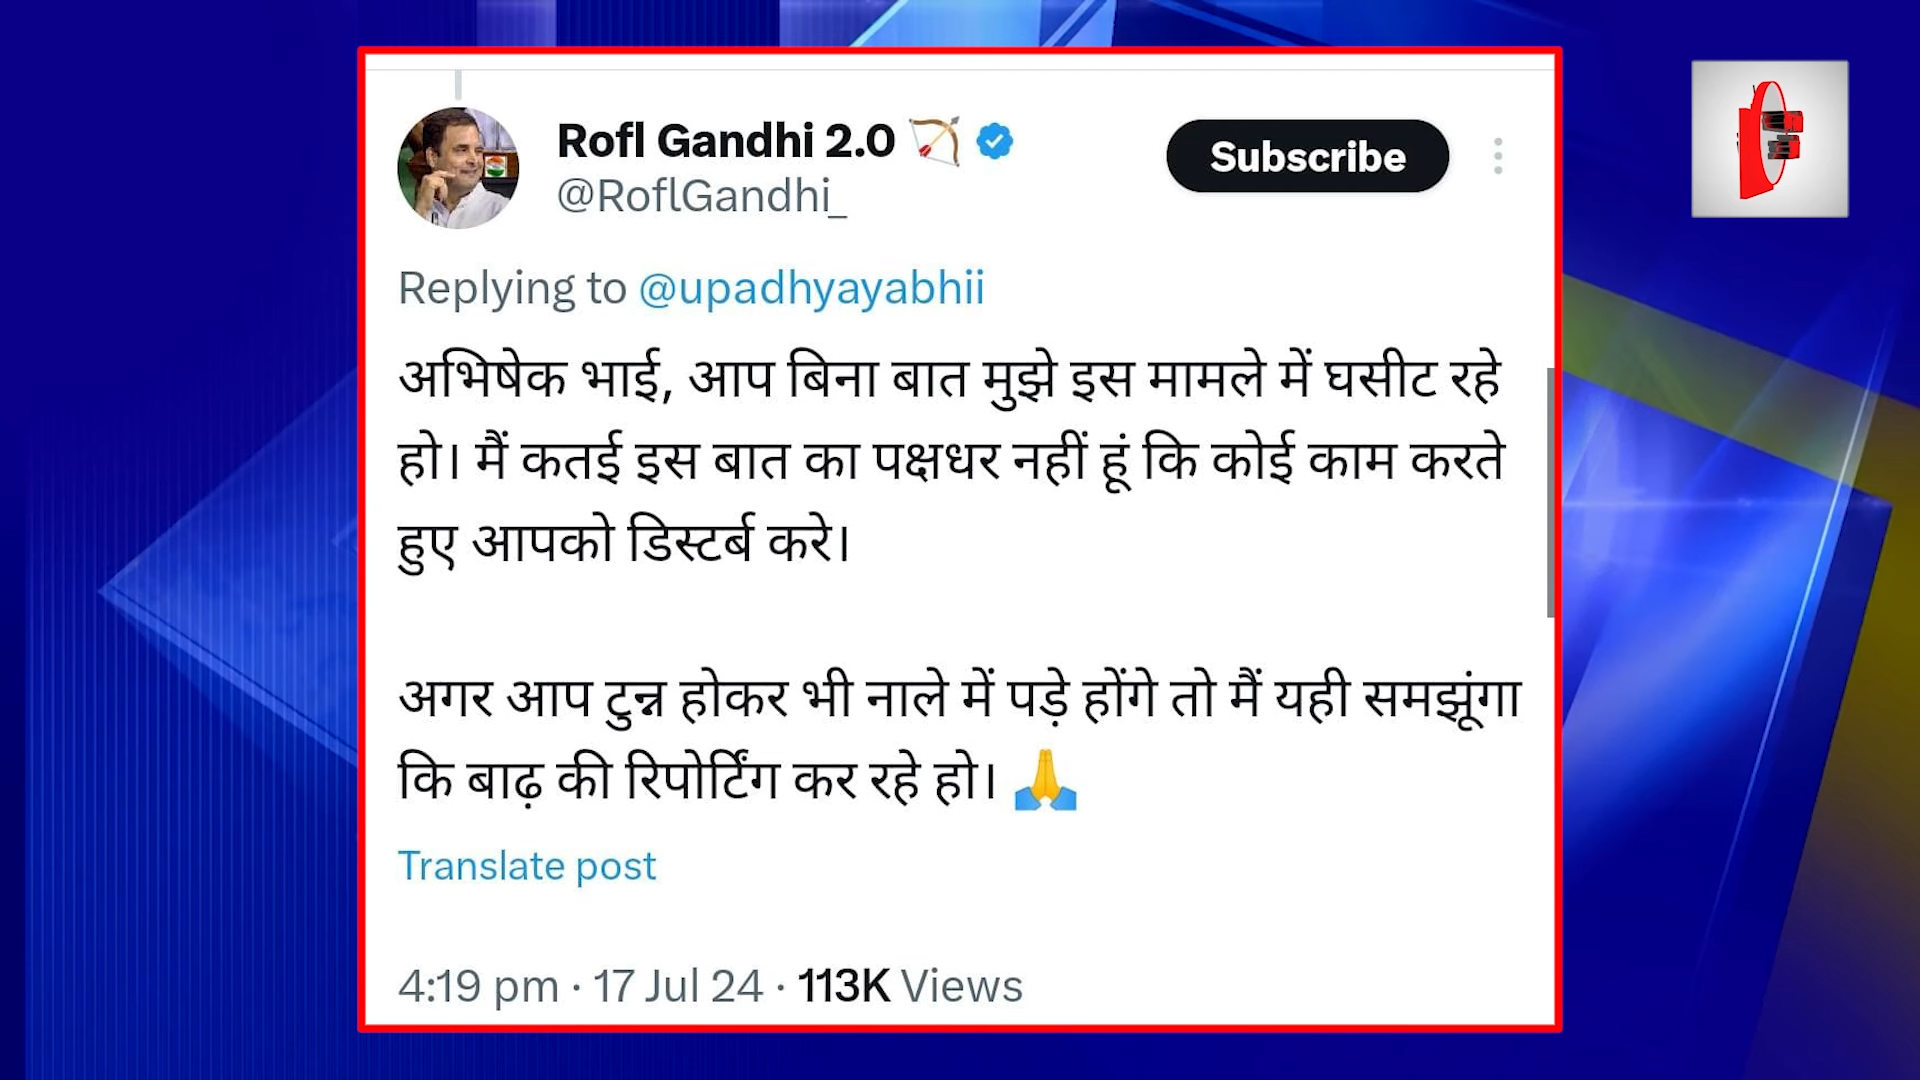 Rofl Gandhi 2.0 🏹
@RoflGandhi_
Subscribe
Replying to @upadhyayabhii
अभिषेक भाई, आप बिना बात मुझे इस मामले में घसीट रहे
हो। मैं कतई इस बात का पक्षधर नहीं हूं कि कोई काम करते
हुए आपको डिस्टर्ब करे।
अगर आप टुन्न होकर भी नाले में पड़े होंगे तो मैं यही समझूंगा
कि बाढ़ की रिपोर्टिंग कर रहे हो। 🙏
Translate post
4:19 pm · 17 Jul 24 · 113K Views